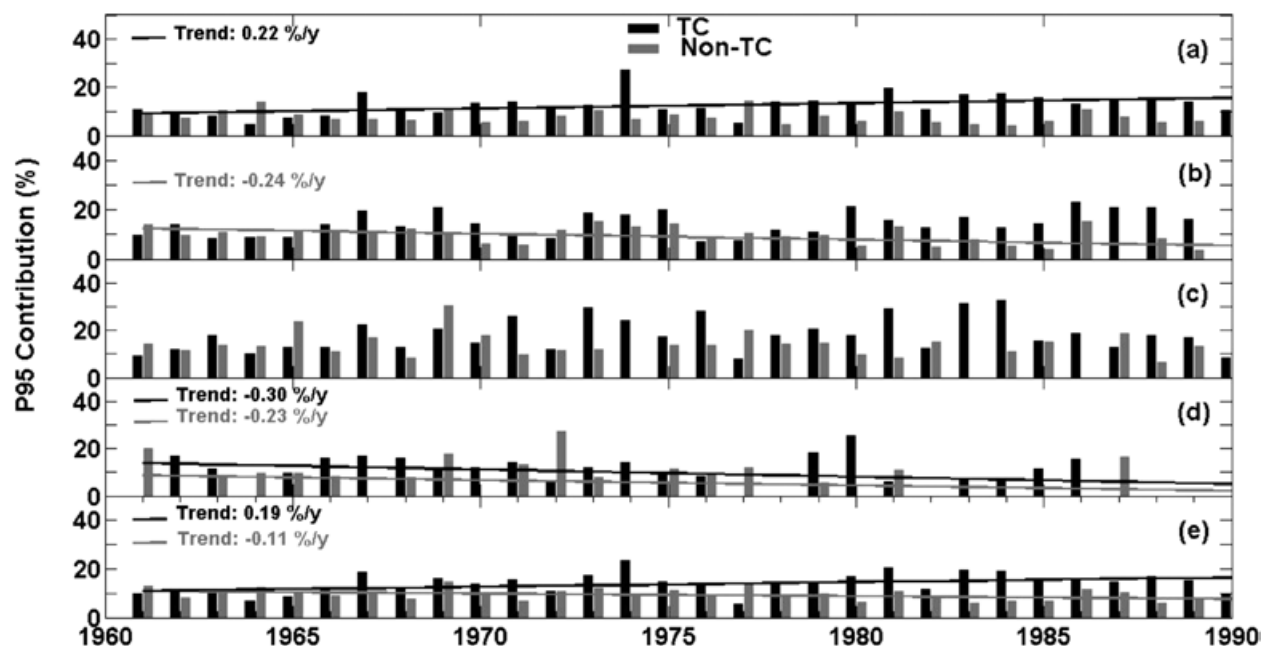 40
20
0
Trend: 0.22 %/y
TC
Non-TC
(a)
40
20
0
Trend: -0.24 %/y
(b)
P95 Contribution (%)
40
20
0
(c)
40
20
0
Trend: -0.30 %/y
Trend: -0.23 %/y
(d)
40
20
0
Trend: 0.19 %/y
Trend: -0.11 %/y
(e)
1960 1965 1970 1975 1980 1985 1990